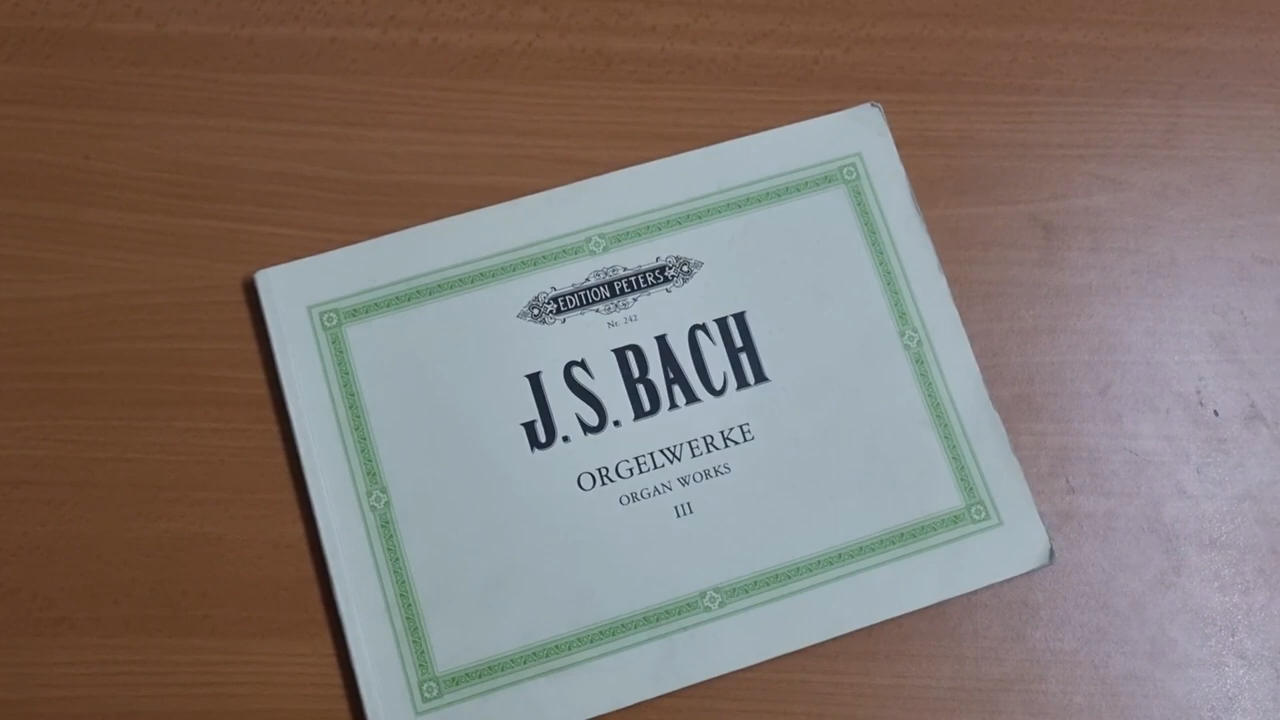 EDITION PETERS
Nr. 242
J. S. BACH
ORGELWERKE
ORGAN WORKS
III